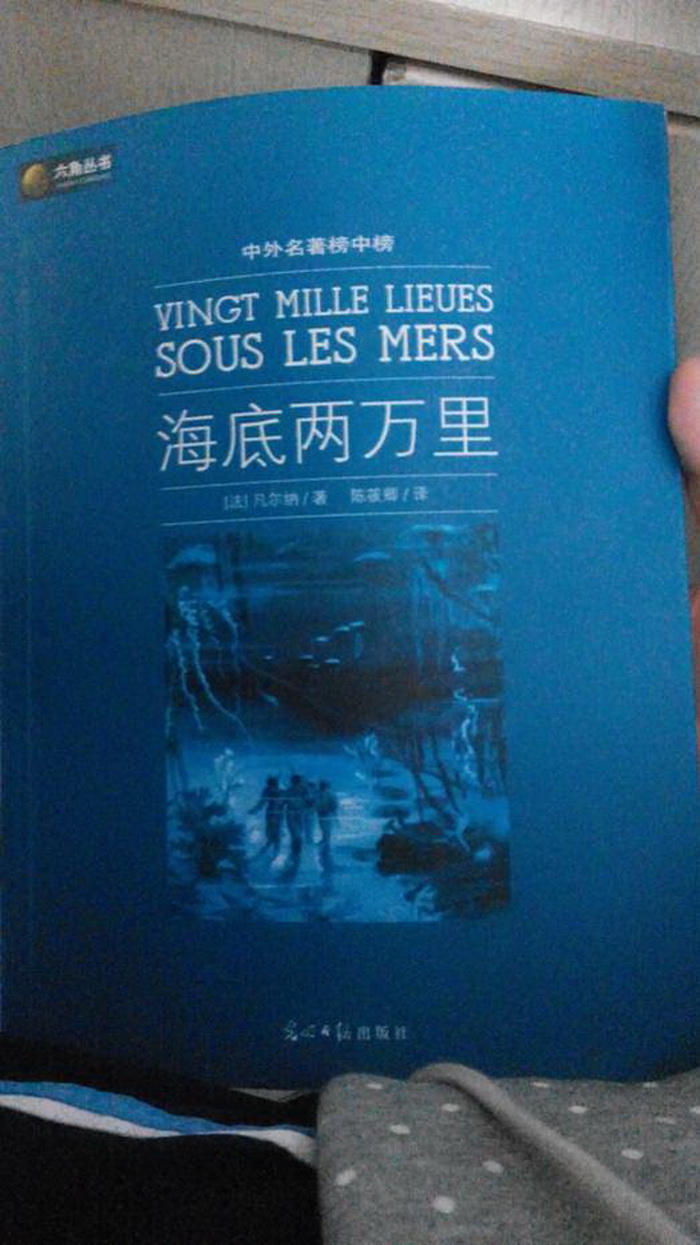 六角丛书
中外名著榜中榜
VINGT MILLE LIEUES
SOUS LES MERS
海底两万里
[法] 凡尔纳 / 著 陈筱卿 / 译
光明日报出版社